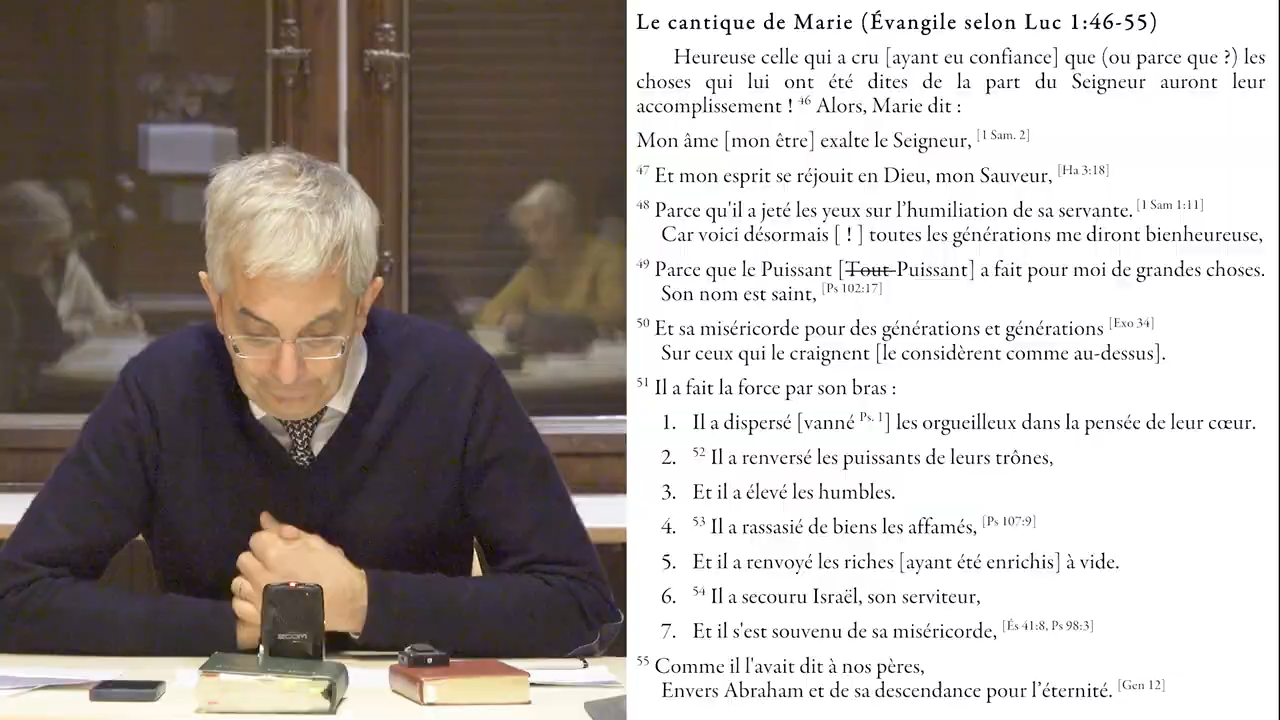 Le cantique de Marie (Évangile selon Luc 1:46-55)
Heureuse celle qui a cru [ayant eu confiance] que (ou parce que ?) les
choses qui lui ont été dites de la part du Seigneur auront leur
accomplissement ! 46 Alors, Marie dit :
Mon âme [mon être] exalte le Seigneur, [1 Sam. 2]
47 Et mon esprit se réjouit en Dieu, mon Sauveur, [Ha 3:18]
48 Parce qu'il a jeté les yeux sur l'humiliation de sa servante. [1 Sam 1:11]
Car voici désormais [ ! ] toutes les générations me diront bienheureuse,
49 Parce que le Puissant [Tout-Puissant] a fait pour moi de grandes choses.
Son nom est saint, [Ps 102:17]
50 Et sa miséricorde pour des générations et générations [Exo 34]
Sur ceux qui le craignent [le considèrent comme au-dessus].
51 Il a fait la force par son bras :
1. Il a dispersé [vanné Ps. 1] les orgueilleux dans la pensée de leur cœur.
2. 52 Il a renversé les puissants de leurs trônes,
3. Et il a élevé les humbles.
4. 53 Il a rassasié de biens les affamés, [Ps 107:9]
5. Et il a renvoyé les riches [ayant été enrichis] à vide.
6. 54 Il a secouru Israël, son serviteur,
7. Et il s'est souvenu de sa miséricorde, [És 41:8, Ps 98:3]
55 Comme il l'avait dit à nos pères,
Envers Abraham et de sa descendance pour l'éternité. [Gen 12]
ZOOM